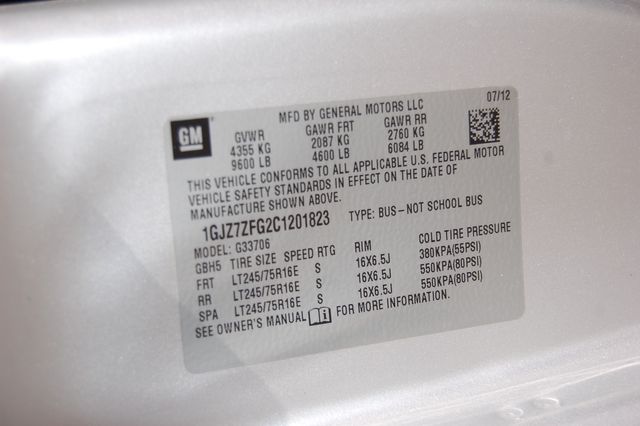 MFD BY GENERAL MOTORS LLC 07/12
GM
GVWR GAWR FRT GAWR RR
4355 KG 2087 KG 2760 KG
9600 LB 4600 LB 6084 LB
THIS VEHICLE CONFORMS TO ALL APPLICABLE U.S. FEDERAL MOTOR
VEHICLE SAFETY STANDARDS IN EFFECT ON THE DATE OF
MANUFACTURE SHOWN ABOVE.
1GJZ7ZFG2C1201823 TYPE: BUS-NOT SCHOOL BUS
MODEL: G33706
GBH5 TIRE SIZE SPEED RTG RIM COLD TIRE PRESSURE
FRT LT245/75R16E S 16X6.5J 380KPA(55PSI)
RR LT245/75R16E S 16X6.5J 550KPA(80PSI)
SPA LT245/75R16E S 16X6.5J 550KPA(80PSI)
SEE OWNER'S MANUAL i FOR MORE INFORMATION.